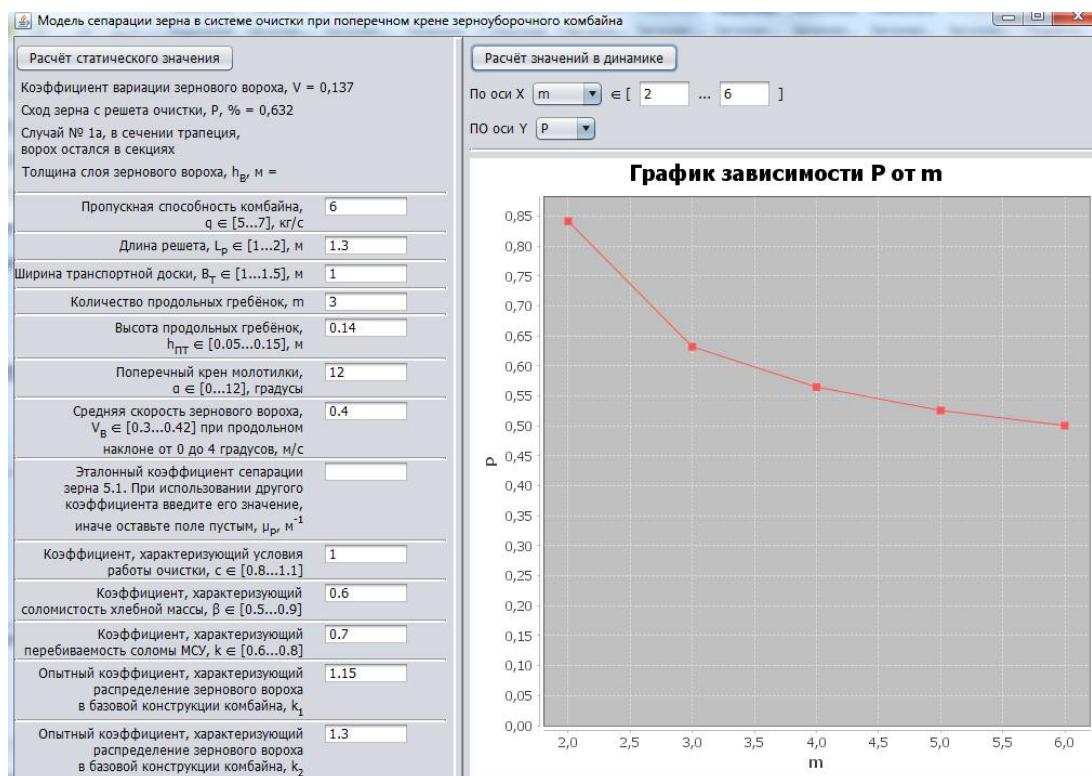 Модель сепарации зерна в системе очистки при поперечном крене зерноуборочного комбайна
Расчёт статического значения
Коэффициент вариации зернового вороха, V = 0,137
Сход зерна с решета очистки, P, % = 0,632
Случай № 1а, в сечении трапеция,
ворох остался в секциях
Толщина слоя зернового вороха, hВ, м =
Пропускная способность комбайна,
q ∈ [5...7], кг/с
6
Длина решета, Lр ∈ [1...2], м
1.3
Ширина транспортной доски, BТ ∈ [1...1.5], м
1
Количество продольных гребёнок, m
3
Высота продольных гребёнок,
hПТ ∈ [0.05...0.15], м
0.14
Поперечный крен молотилки,
α ∈ [0...12], градусы
12
Средняя скорость зернового вороха,
VВ ∈ [0.3...0.42] при продольном
наклоне от 0 до 4 градусов, м/с
0.4
Эталонный коэффициент сепарации
зерна 5.1. При использовании другого
коэффициента введите его значение,
иначе оставьте поле пустым, μР, м⁻¹
Коэффициент, характеризующий условия
работы очистки, c ∈ [0.8...1.1]
1
Коэффициент, характеризующий
соломистость хлебной массы, β ∈ [0.5...0.9]
0.6
Коэффициент, характеризующий
перебиваемость соломы МСУ, k ∈ [0.6...0.8]
0.7
Опытный коэффициент, характеризующий
распределение зернового вороха
в базовой конструкции комбайна, k₁
1.15
Опытный коэффициент, характеризующий
распределение зернового вороха
в базовой конструкции комбайна, k₂
1.3
Расчёт значений в динамике
По оси X m ∈ [ 2 ... 6 ]
ПО оси Y P
График зависимости P от m
0,85
0,80
0,75
0,70
0,65
0,60
0,55
0,50
0,45
0,40
0,35
0,30
0,25
0,20
0,15
0,10
0,05
0,00
P
2,0 2,5 3,0 3,5 4,0 4,5 5,0 5,5 6,0
m